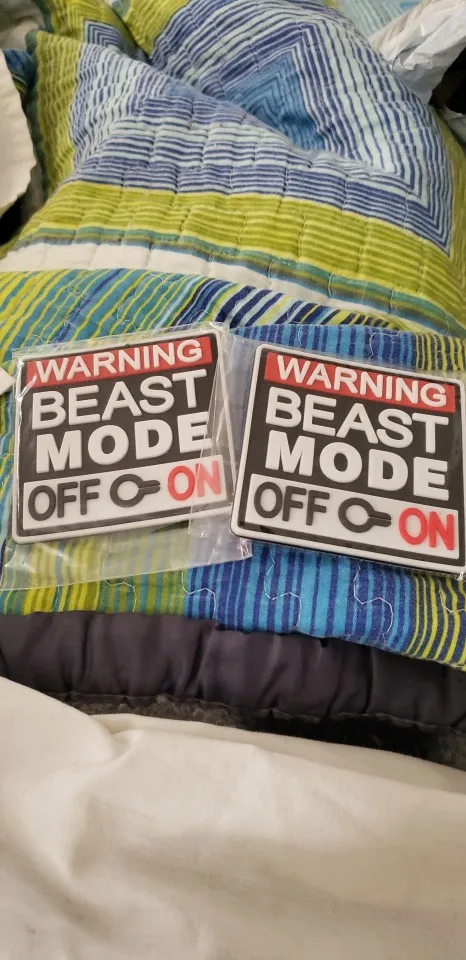 WARNING
BEAST
MODE
OFF ON
WARNING
BEAST
MODE
OFF ON